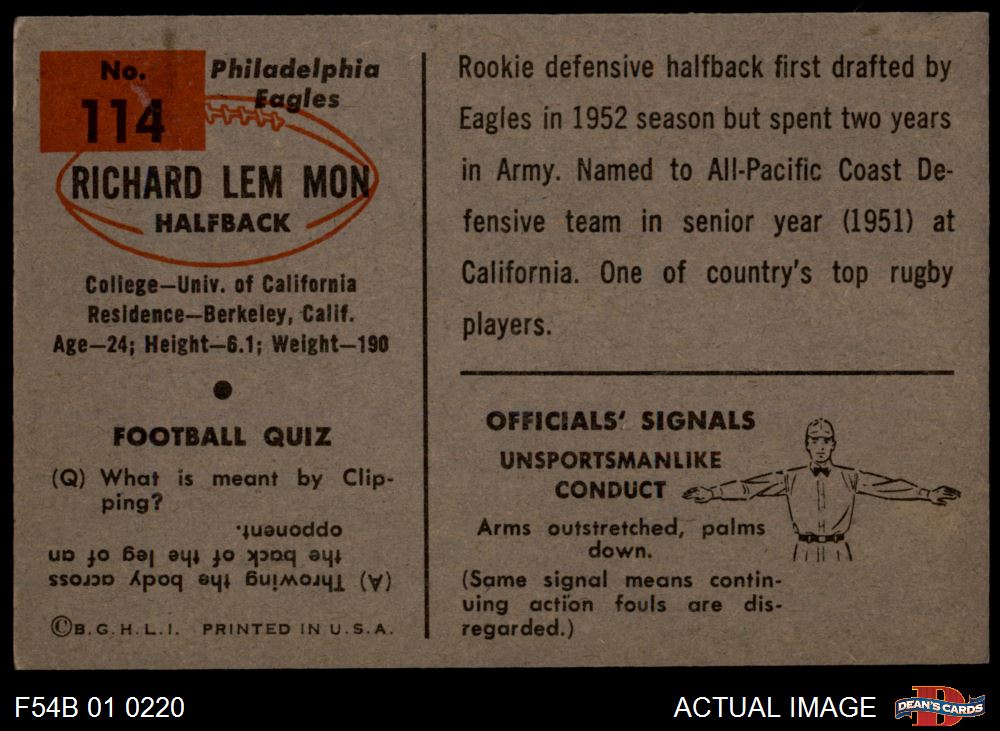 No.
114
Philadelphia
Eagles
RICHARD LEM MON
HALFBACK
College—Univ. of California
Residence—Berkeley, Calif.
Age—24; Height—6.1; Weight—190
FOOTBALL QUIZ
(Q) What is meant by Clip-
ping?
(A) Throwing the body across
the back of the leg of an
opponent.
©B.G.H.L.I. PRINTED IN U.S.A.
Rookie defensive halfback first drafted by
Eagles in 1952 season but spent two years
in Army. Named to All-Pacific Coast De-
fensive team in senior year (1951) at
California. One of country's top rugby
players.
OFFICIALS' SIGNALS
UNSPORTSMANLIKE
CONDUCT
Arms outstretched, palms
down.
(Same signal means contin-
uing action fouls are dis-
regarded.)
F54B 01 0220
ACTUAL IMAGE
DEAN'S CARDS